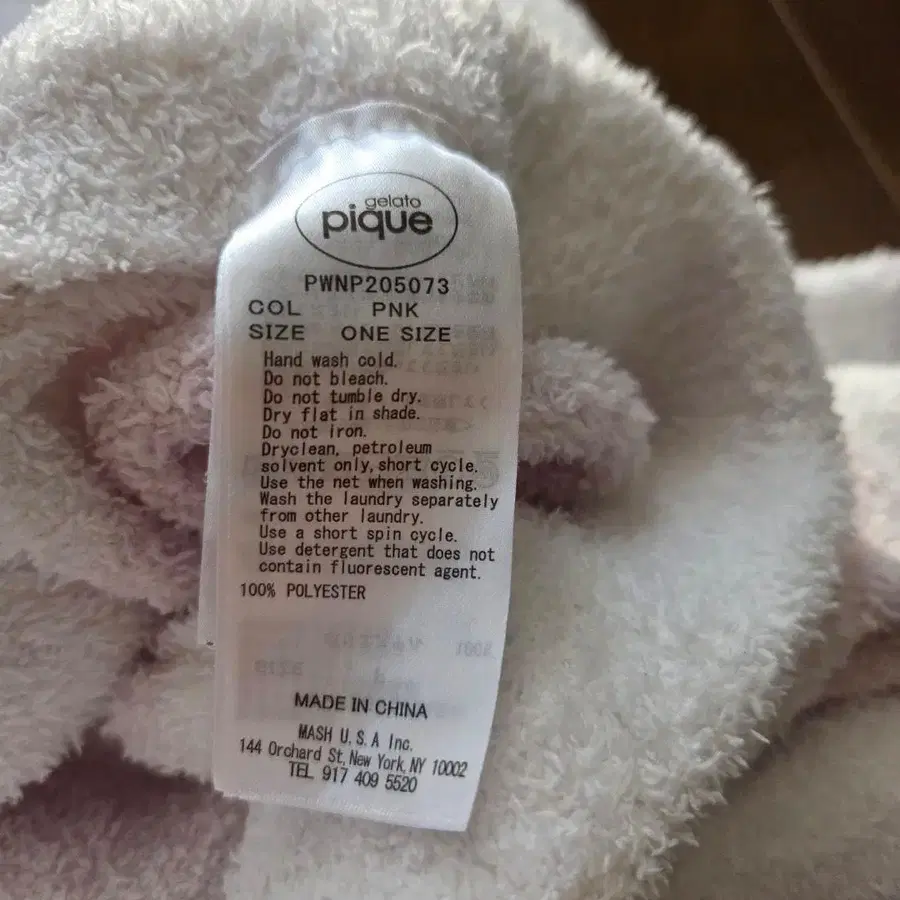 gelato
pique
PWNP205073
COL PNK
SIZE ONE SIZE
Hand wash cold.
Do not bleach.
Do not tumble dry.
Dry flat in shade.
Do not iron.
Dryclean, petroleum
solvent only, short cycle.
Use the net when washing.
Wash the laundry separately
from other laundry.
Use a short spin cycle.
Use detergent that does not
contain fluorescent agent.
100% POLYESTER
MADE IN CHINA
MASH U.S.A Inc.
144 Orchard St, New York, NY 10002
TEL 917 409 5520